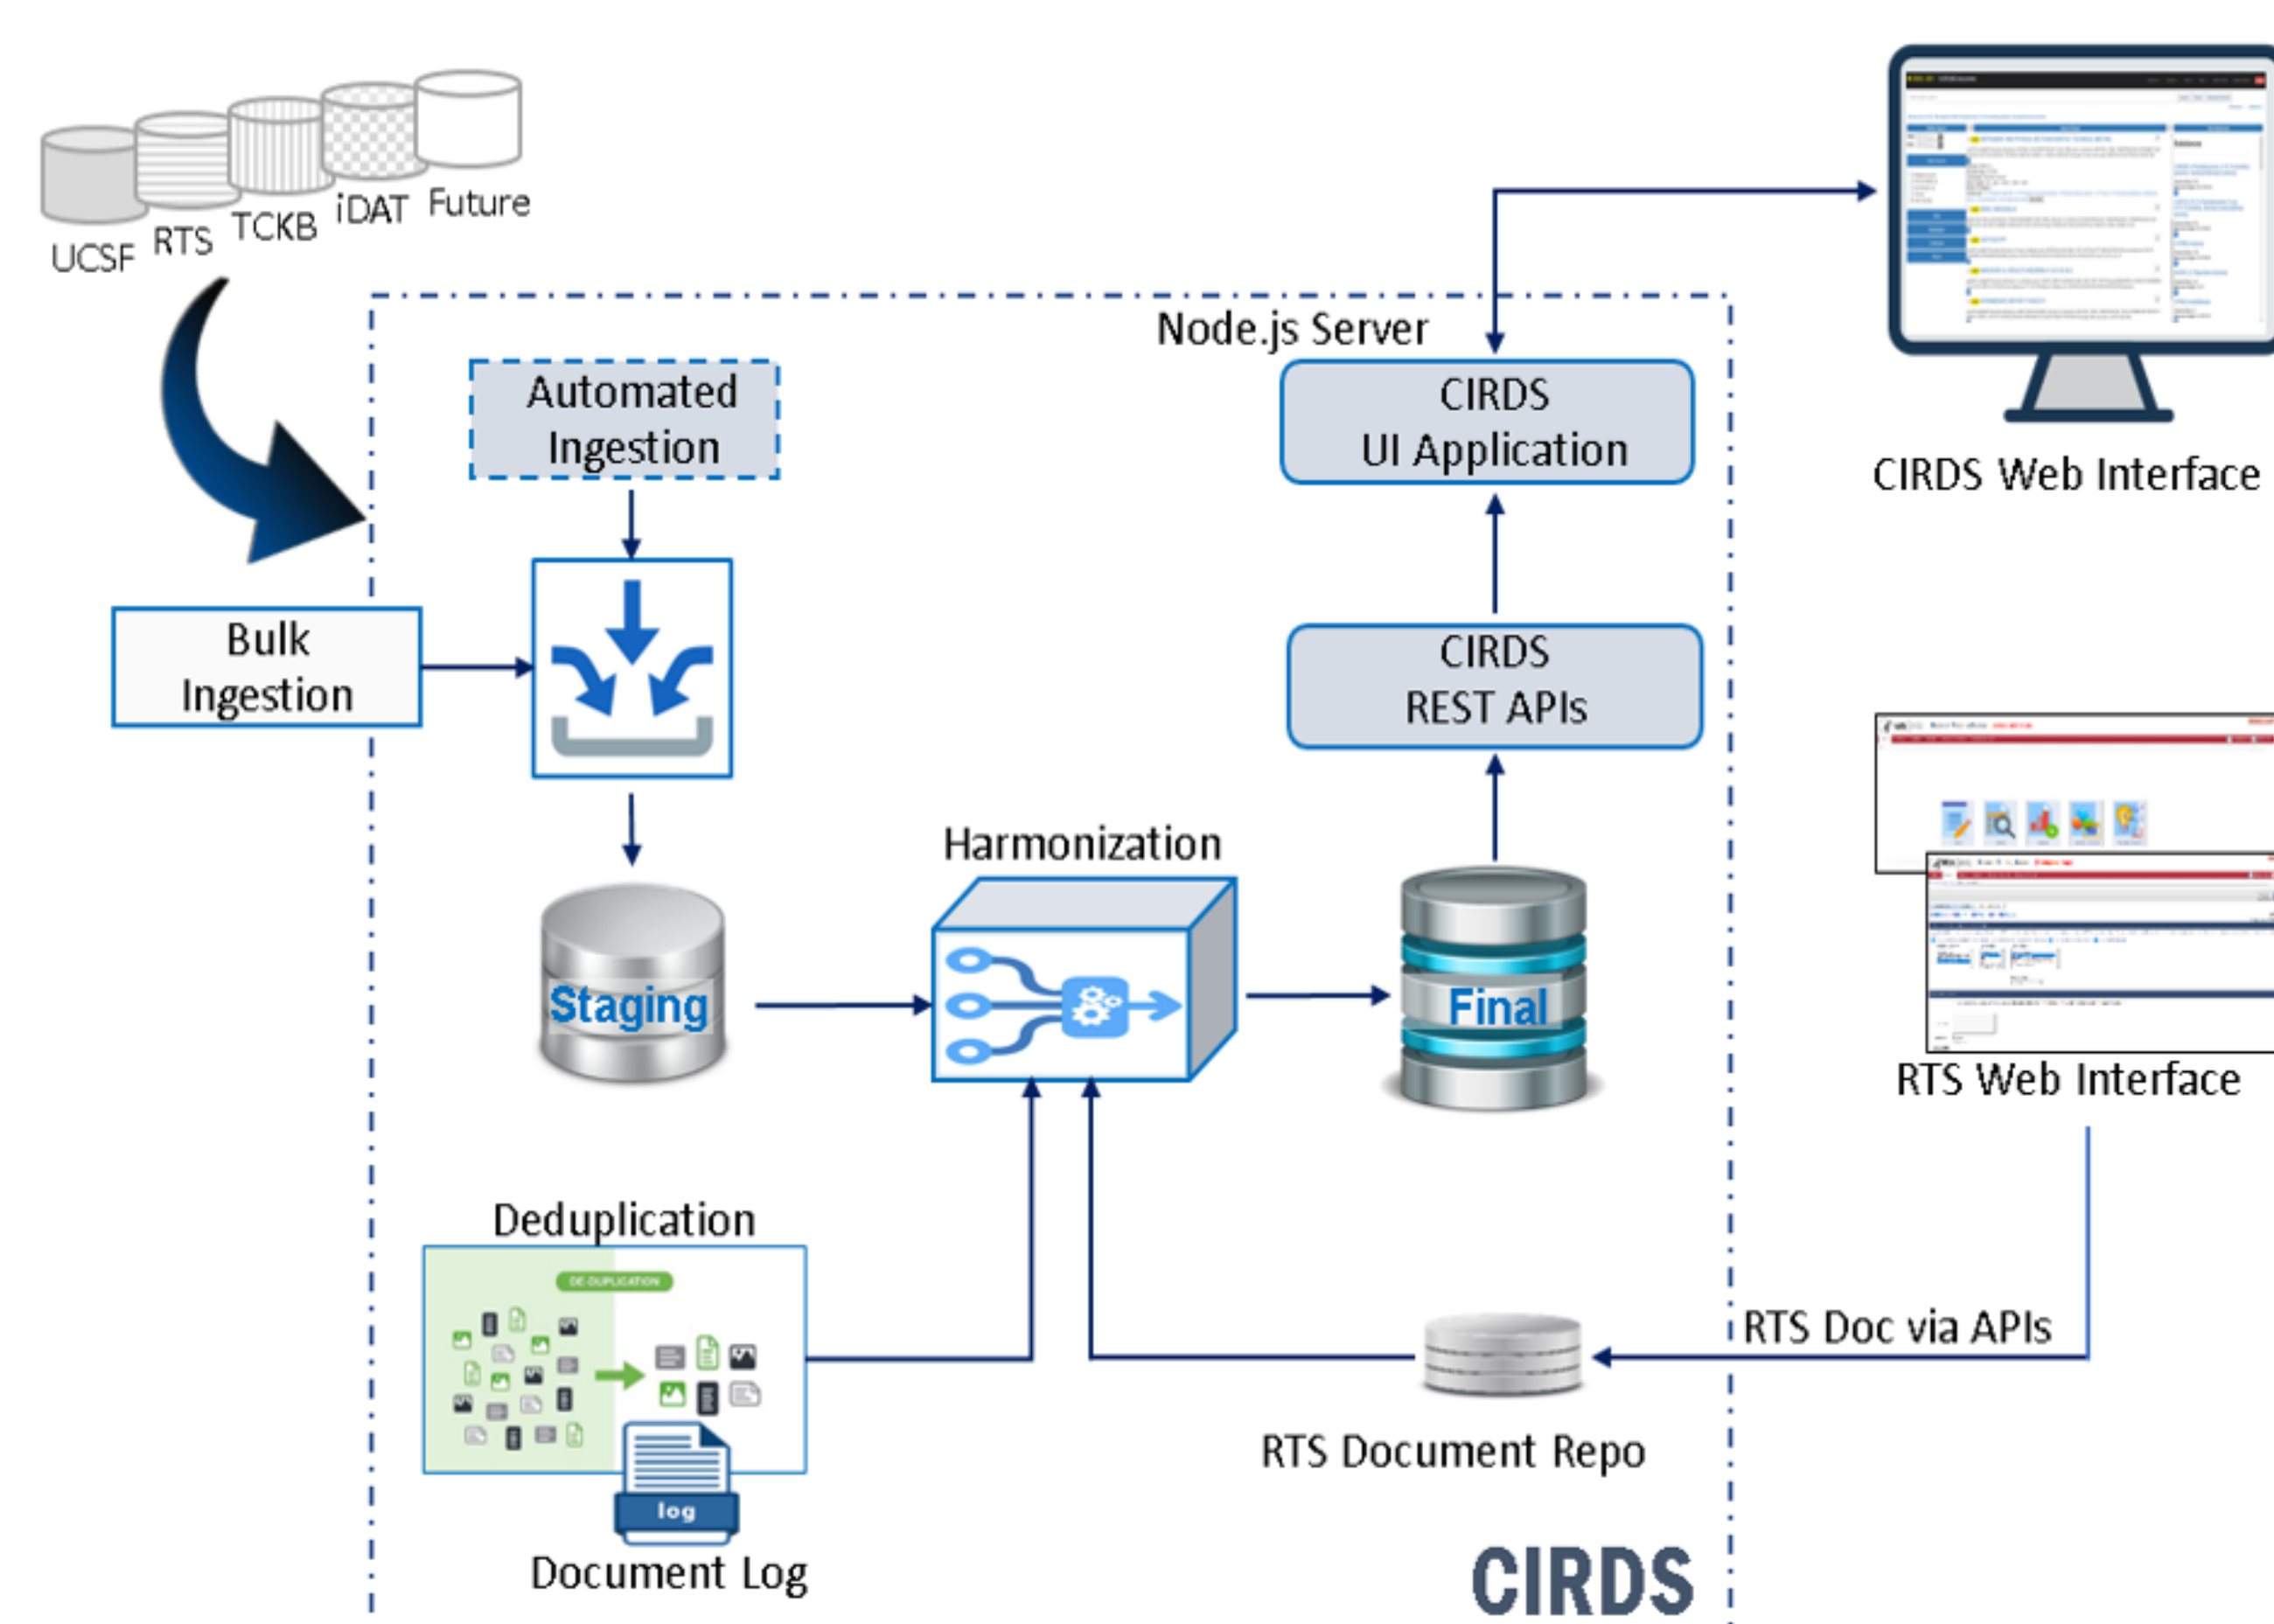 UCSF
RTS
TCKB
iDAT
Future
Node.js Server
Automated
Ingestion
CIRDS
UI Application
CIRDS Web Interface
Bulk
Ingestion
CIRDS
REST APIs
Harmonization
Staging
Final
RTS Web Interface
Deduplication
DE-DUPLICATION
RTS Doc via APIs
RTS Document Repo
log
Document Log
CIRDS